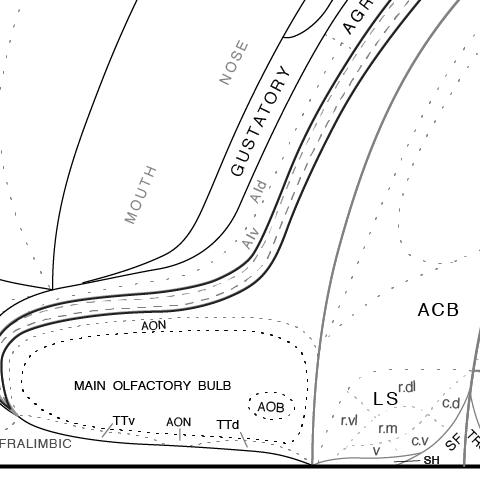 AGR
NOSE
GUSTATORY
MOUTH
AId
AIv
ACB
AON
MAIN OLFACTORY BULB
AOB
LS
r.dl
c.d
r.vl
r.m
c.v
v
TTv
AON
TTd
FRALIMBIC
SF
TR
SH